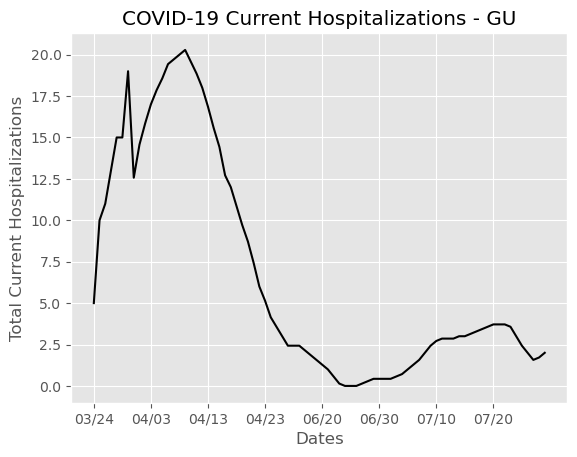 COVID-19 Current Hospitalizations - GU
20.0
17.5
15.0
12.5
10.0
7.5
5.0
2.5
0.0
Total Current Hospitalizations
03/24 04/03 04/13 04/23 06/20 06/30 07/10 07/20
Dates